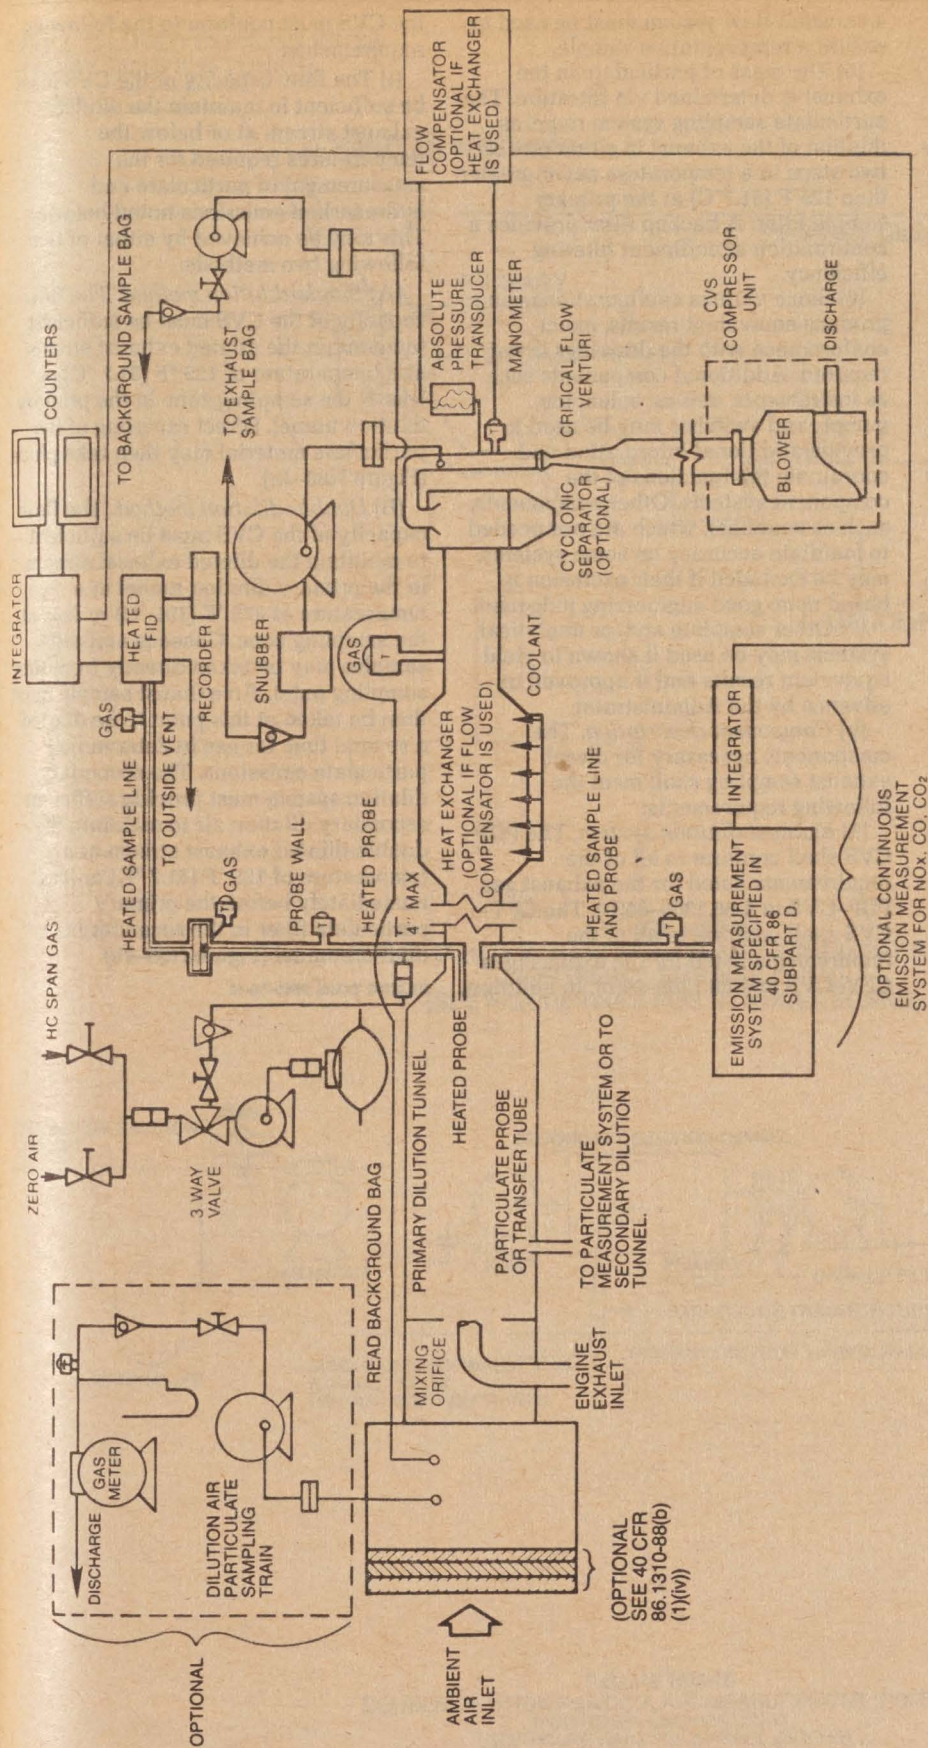 ZERO AIR
HC SPAN GAS
3 WAY
VALVE
OPTIONAL
DISCHARGE
GAS
METER
DILUTION AIR
PARTICULATE
SAMPLING
TRAIN
READ BACKGROUND BAG
AMBIENT
AIR
INLET
(OPTIONAL
SEE 40 CFR
86.1310-88(b)
(1)(iv))
MIXING
ORIFICE
ENGINE
EXHAUST
INLET
PRIMARY DILUTION TUNNEL
PARTICULATE PROBE
OR TRANSFER TUBE
TO PARTICULATE
MEASUREMENT SYSTEM OR TO
SECONDARY DILUTION
TUNNEL.
HEATED PROBE
HEATED SAMPLE LINE
TO OUTSIDE VENT
GAS
GAS
PROBE WALL
HEATED PROBE
4" MAX
T
T
INTEGRATOR
COUNTERS
HEATED
FID
RECORDER
SNUBBER
TO BACKGROUND SAMPLE BAG
TO EXHAUST
SAMPLE BAG
GAS
T
HEAT EXCHANGER
(OPTIONAL IF FLOW
COMPENSATOR IS USED)
COOLANT
HEATED SAMPLE LINE
AND PROBE
GAS
T
EMISSION MEASUREMENT
SYSTEM SPECIFIED IN
40 CFR 86
SUBPART D.
INTEGRATOR
OPTIONAL CONTINUOUS
EMISSION MEASUREMENT
SYSTEM FOR NOx, CO, CO₂
FLOW
COMPENSATOR
(OPTIONAL IF
HEAT EXCHANGER
IS USED)
ABSOLUTE
PRESSURE
TRANSDUCER
MANOMETER
T
CRITICAL FLOW
VENTURI
CYCLONIC
SEPARATOR
(OPTIONAL)
CVS
COMPRESSOR
UNIT
BLOWER
DISCHARGE